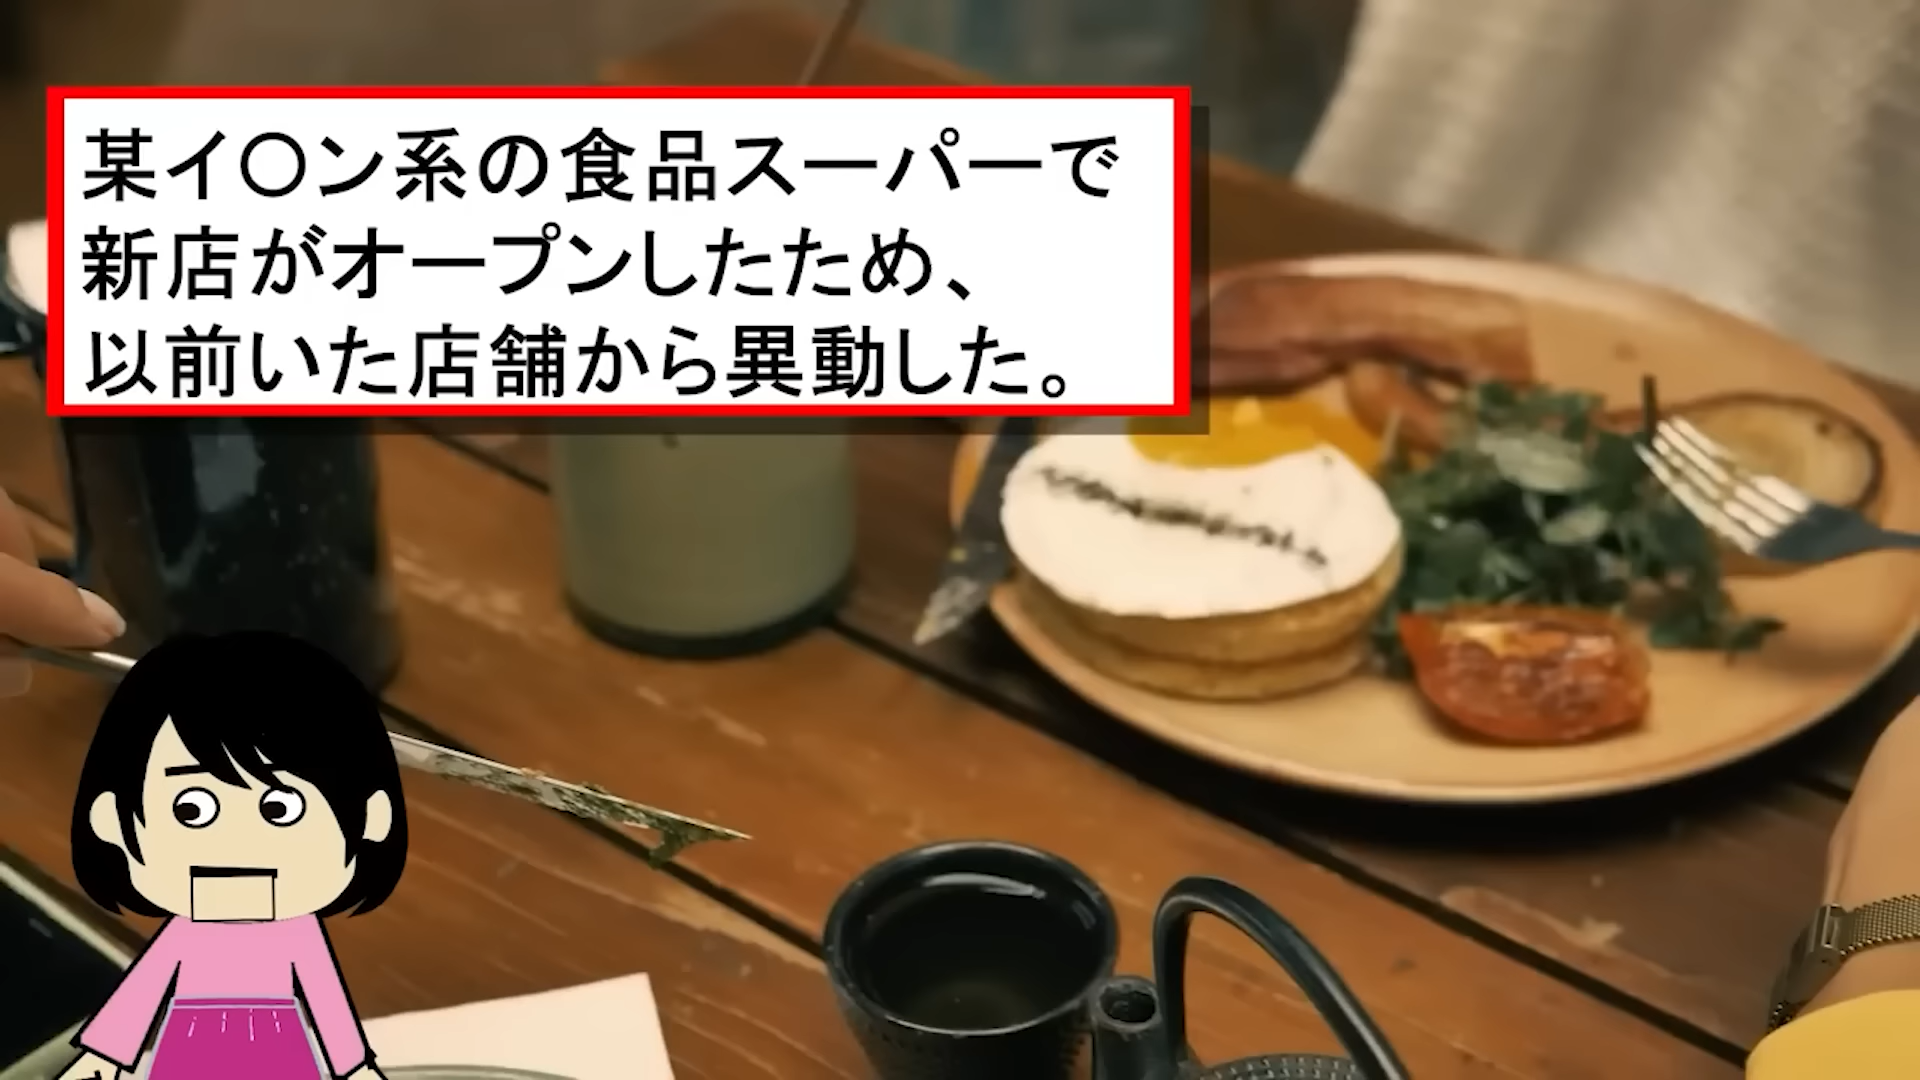 某イ〇ン系の食品スーパーで
新店がオープンしたため、
以前いた店舗から異動した。